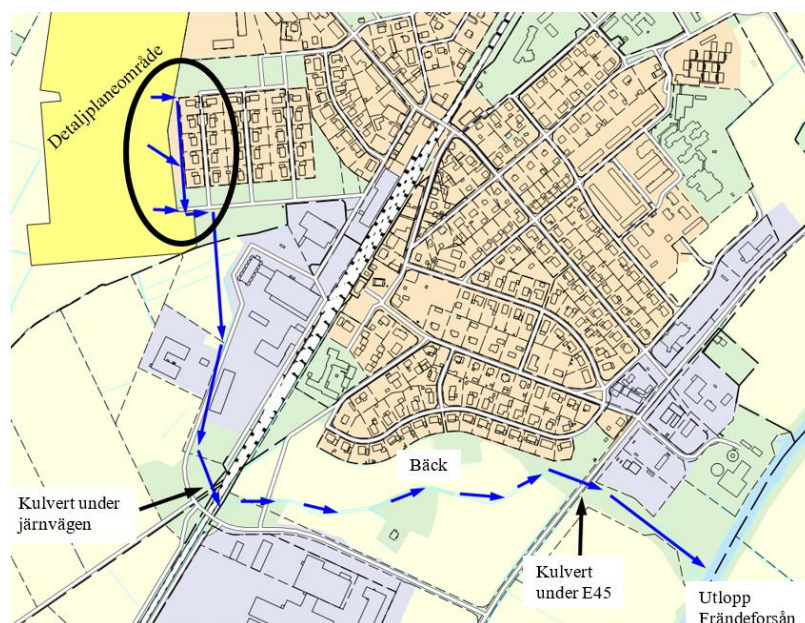 Detaljplaneområde
Bäck
Kulvert under
järnvägen
Kulvert
under E45
Utlopp
Frändeforsån